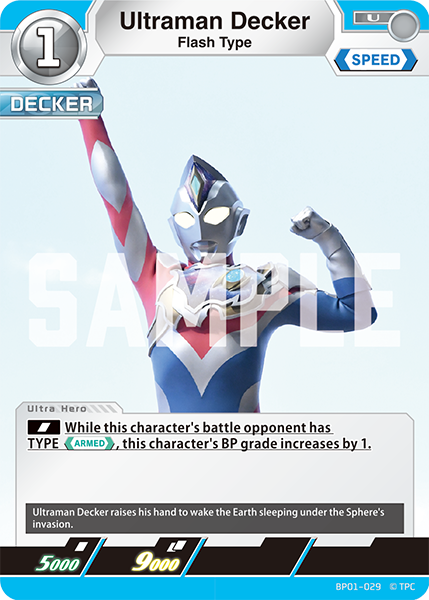 Ultraman Decker
Flash Type
1
U
SPEED
DECKER
SAMPLE
Ultra Hero
While this character's battle opponent has
TYPE ARMED, this character's BP grade increases by 1.
Ultraman Decker raises his hand to wake the Earth sleeping under the Sphere's
invasion.
5000
9000
BP01-029 © TPC